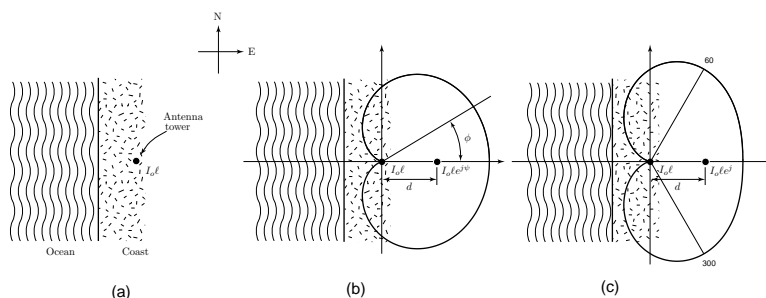 N
E
Antenna
tower
I_oℓ
Ocean
Coast
(a)
ϕ
I_oℓ
I_oℓe^{jψ}
d
(b)
60
I_oℓ
I_oℓe^{j}
d
300
(c)